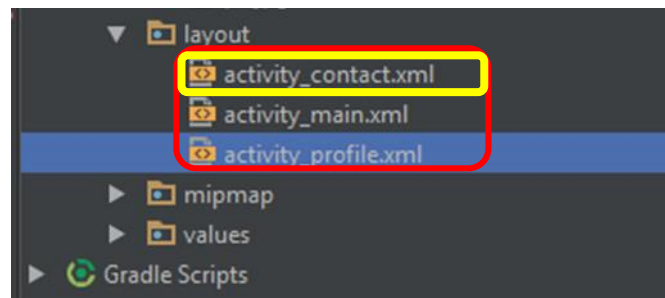 layout
activity_contact.xml
activity_main.xml
activity_profile.xml
mipmap
values
Gradle Scripts